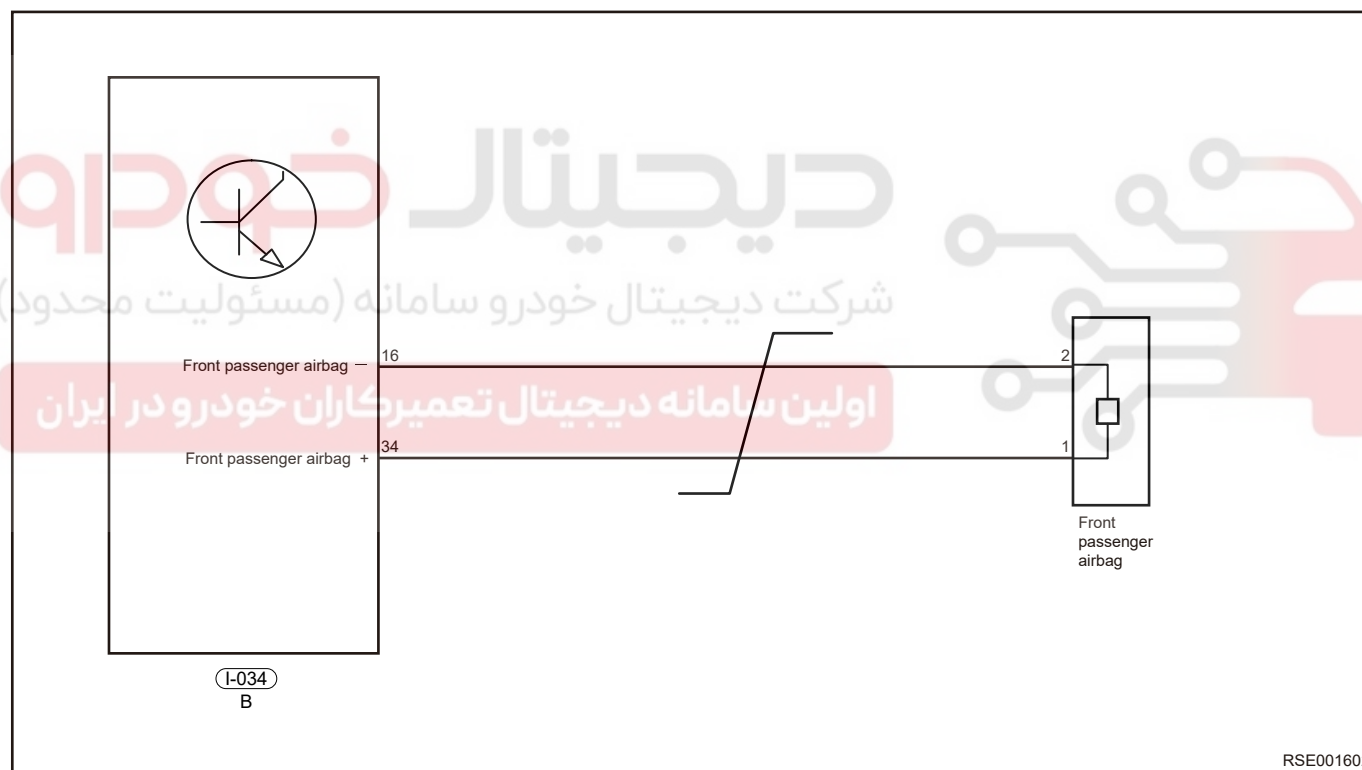 دیجیتال خودرو
شرکت دیجیتال خودرو سامانه (مسئولیت محدود)
اولین سامانه دیجیتال تعمیرکاران خودرو در ایران
Front passenger airbag —
16
2
Front passenger airbag +
34
1
Front
passenger
airbag
I-034
B
RSE00160